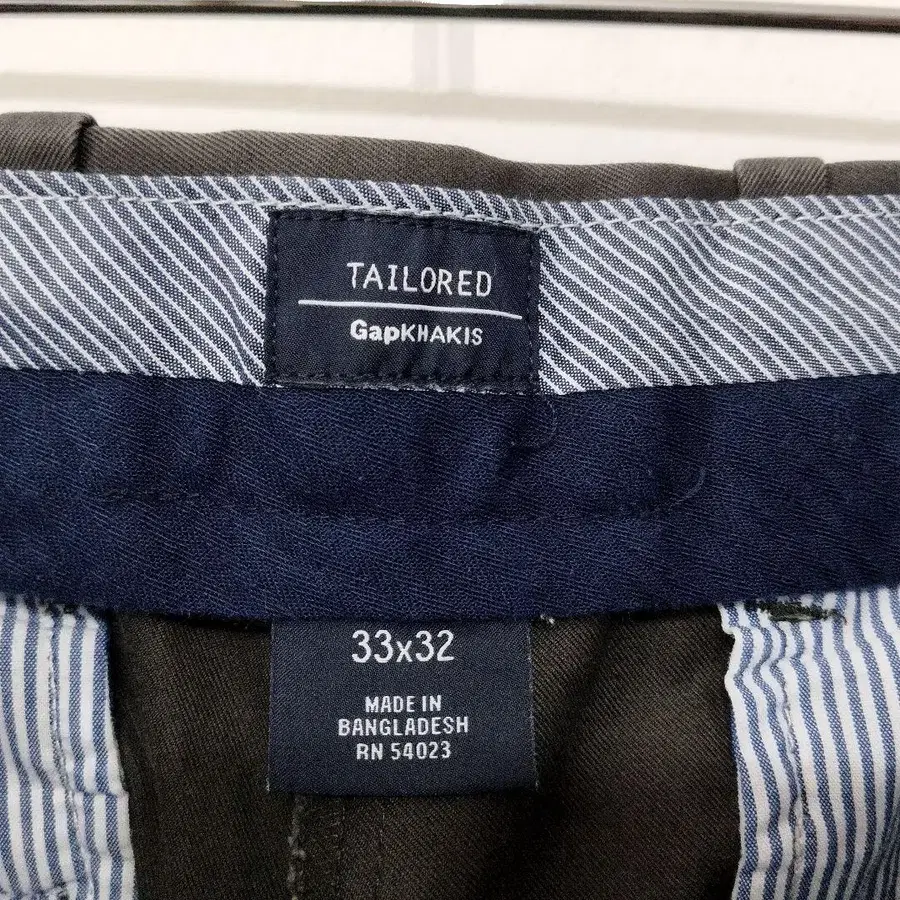 TAILORED
GapKHAKIS
33x32
MADE IN
BANGLADESH
RN 54023